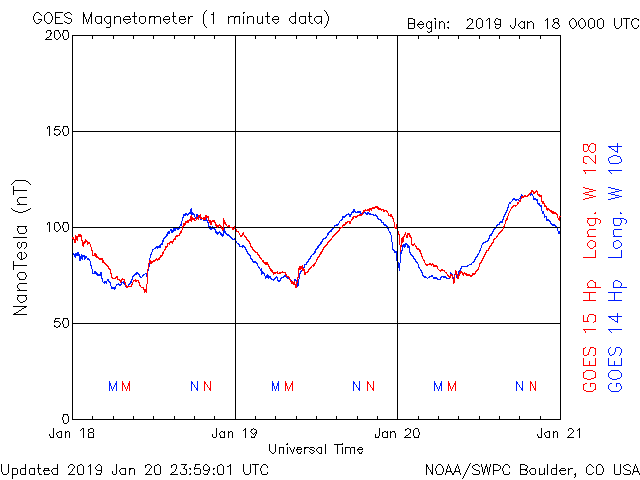 GOES Magnetometer (1 minute data)
Begin: 2019 Jan 18 0000 UTC
200
150
100
50
0
NanoTesla (nT)
M M N N M M N N M M N N
Jan 18 Jan 19 Jan 20 Jan 21
Universal Time
GOES 15 Hp Long. W 128
GOES 14 Hp Long. W 104
Updated 2019 Jan 20 23:59:01 UTC
NOAA/SWPC Boulder, CO USA